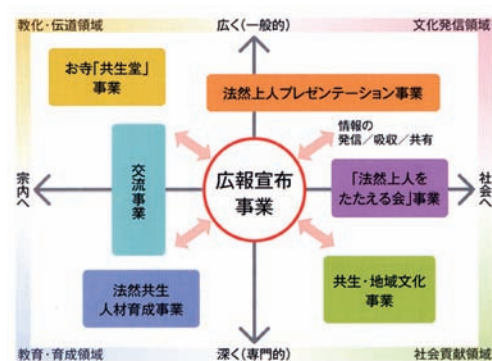 教化・伝道領域
広く(一般的)
文化発信領域
お寺「共生堂」
事業
法然上人プレゼンテーション事業
情報の
発信／吸収／共有
宗内へ
交流事業
広報宣布
事業
「法然上人を
たたえる会」事業
社会へ
法然共生
人材育成事業
共生・地域文化
事業
教育・育成領域
深く(専門的)
社会貢献領域